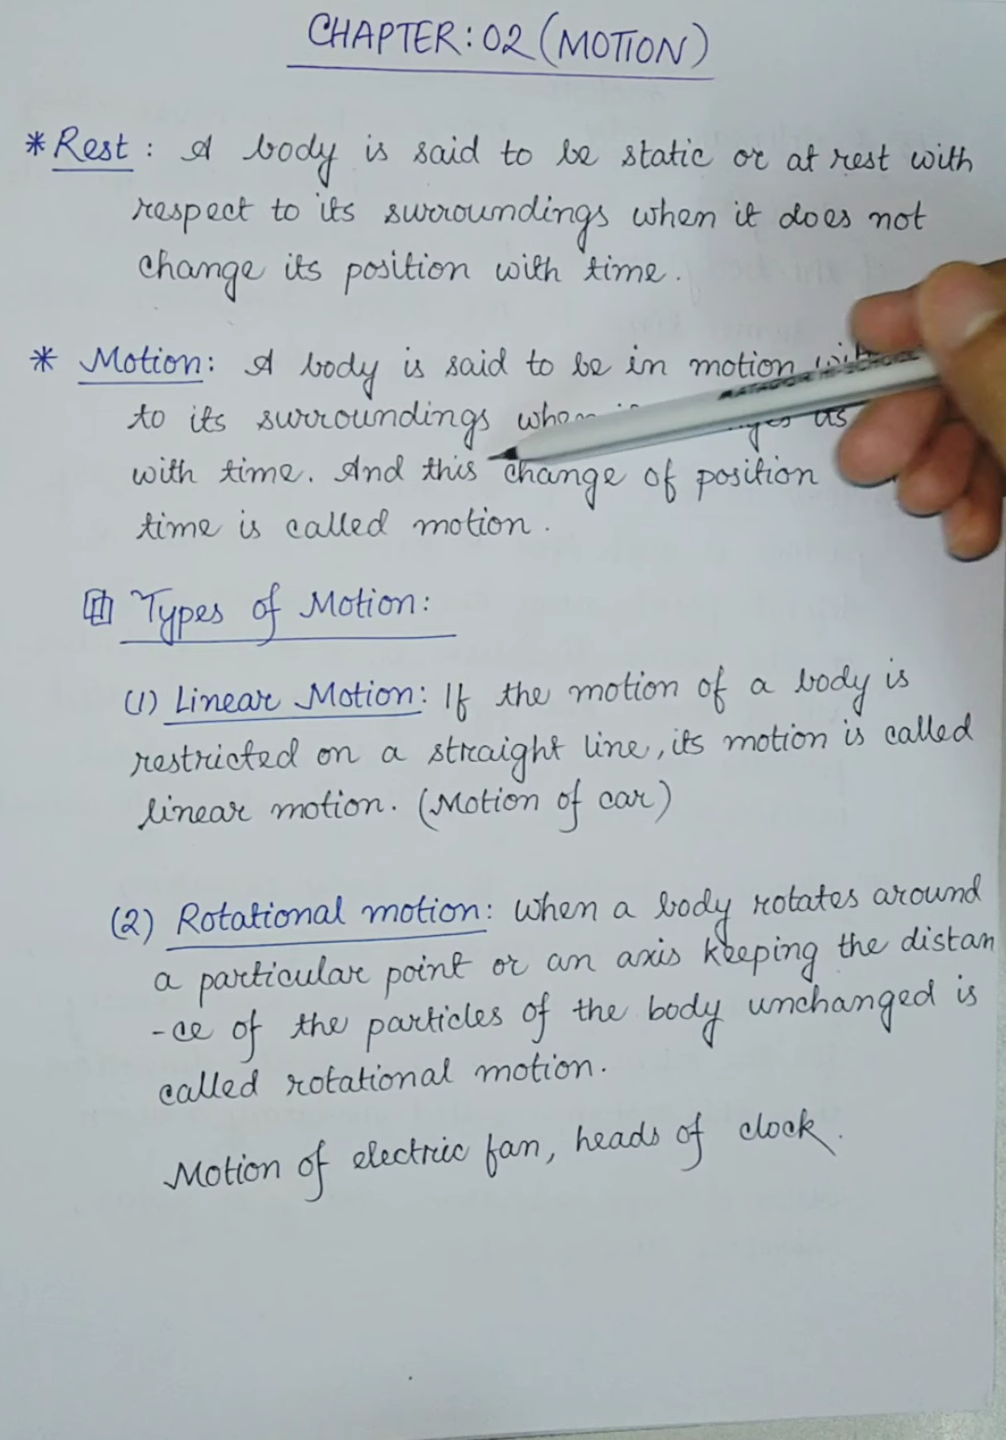 CHAPTER: 02 (MOTION)
* Rest : A body is said to be static or at rest with
respect to its surroundings when it does not
change its position with time.
* Motion: A body is said to be in motion
to its surroundings
with time. And this change of position
time is called motion.
Types of Motion:
(1) Linear Motion: If the motion of a body is
restricted on a straight line, its motion is called
linear motion. (Motion of car)
(2) Rotational motion: when a body rotates around
a particular point or an axis keeping the distan
-ce of the particles of the body unchanged is
called rotational motion.
Motion of electric fan, heads of clock.